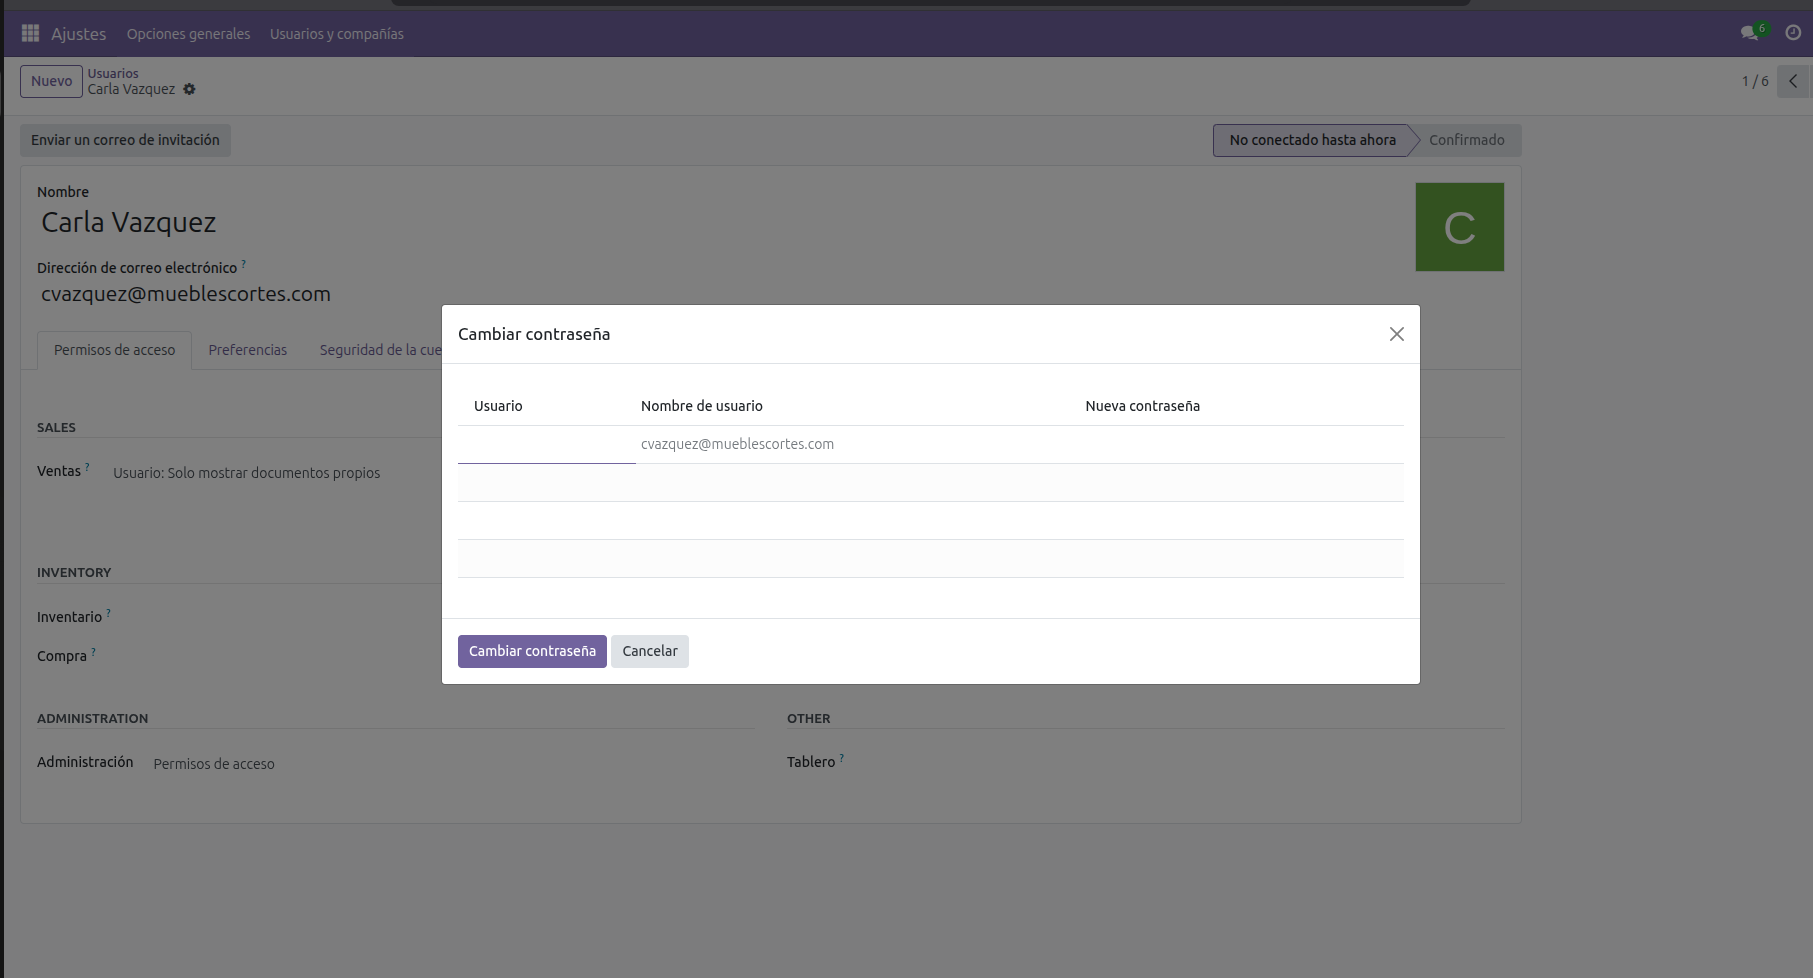 Ajustes Opciones generales Usuarios y compañías 6
Nuevo Usuarios
Carla Vazquez
1 / 6
Enviar un correo de invitación No conectado hasta ahora Confirmado
Nombre
Carla Vazquez
C
Dirección de correo electrónico ?
cvazquez@mueblescortes.com
Permisos de acceso Preferencias Seguridad de la cue
Cambiar contraseña
Usuario Nombre de usuario Nueva contraseña
cvazquez@mueblescortes.com
Cambiar contraseña Cancelar
SALES
Ventas ? Usuario: Solo mostrar documentos propios
INVENTORY
Inventario ?
Compra ?
ADMINISTRATION OTHER
Administración Permisos de acceso Tablero ?